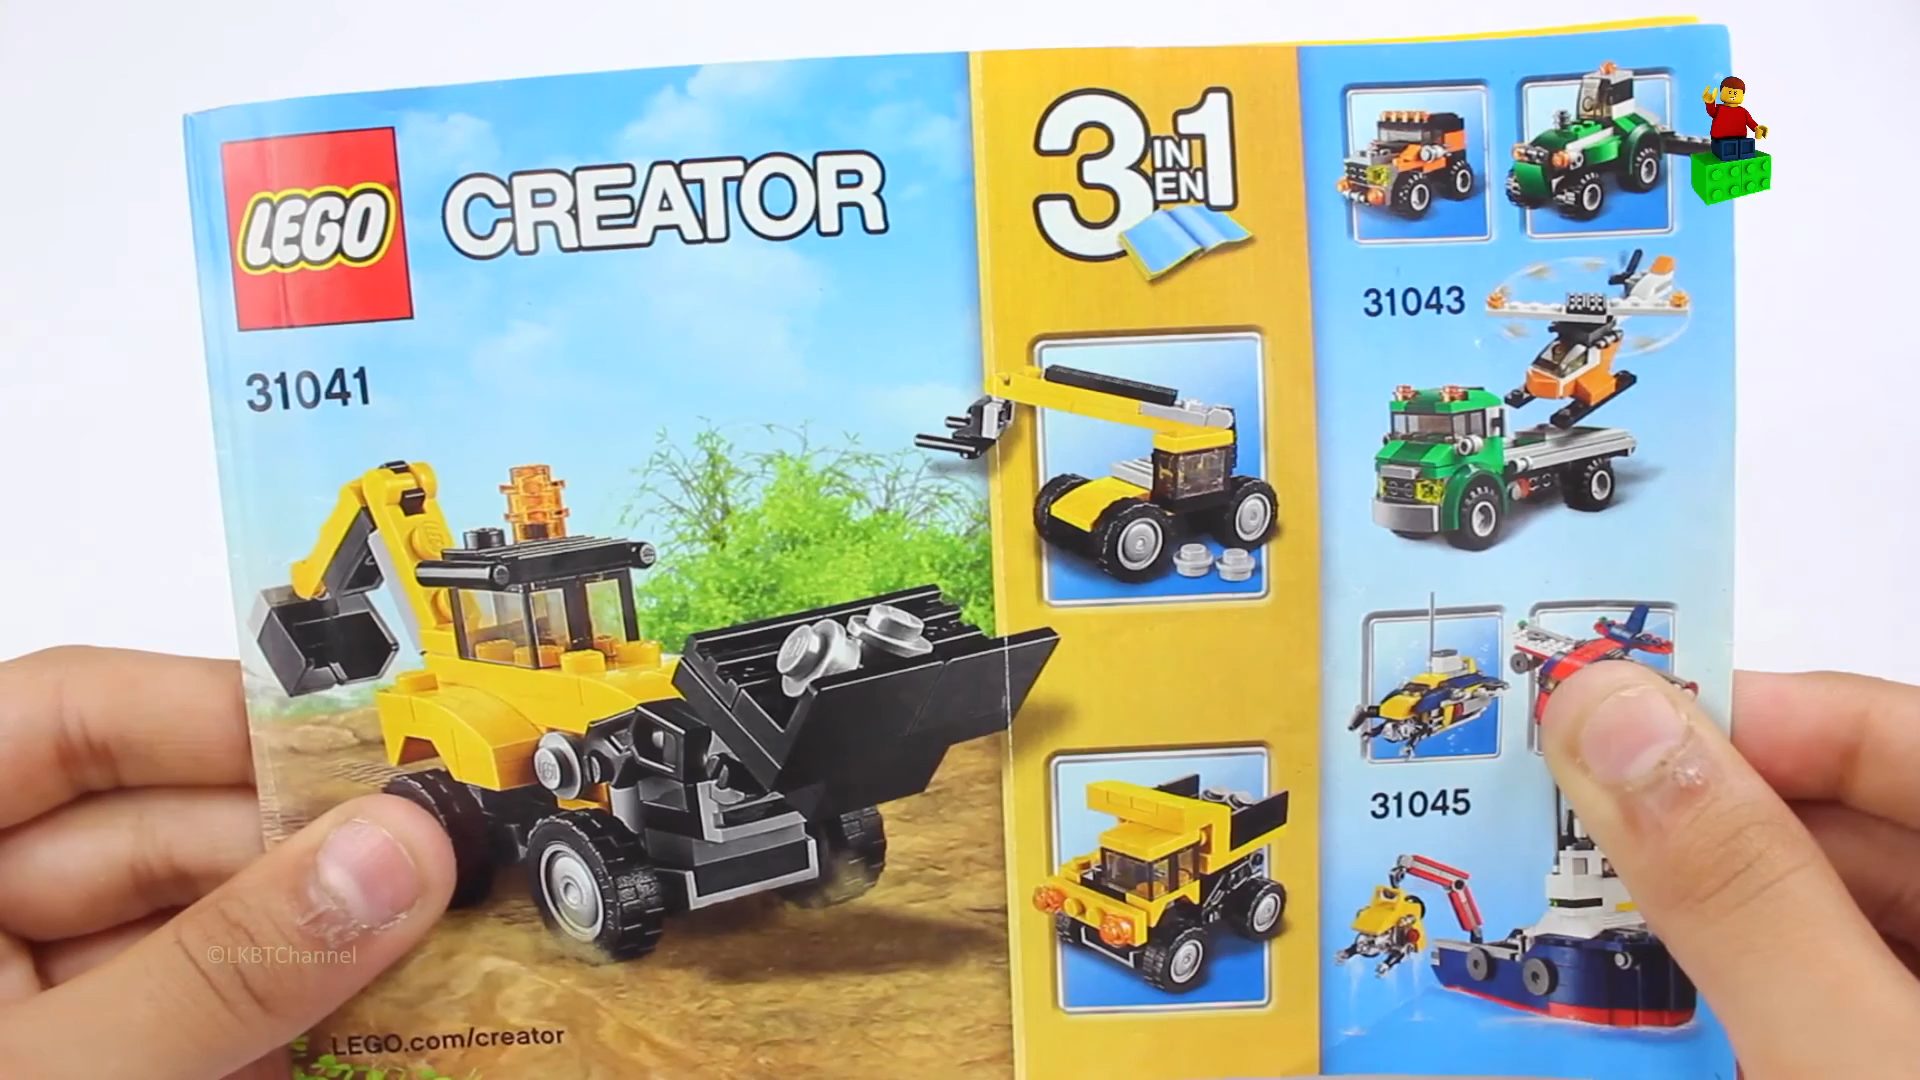 LEGO
CREATOR
31041
3 IN 1
EN
31043
31045
©LKBTChannel
LEGO.com/creator